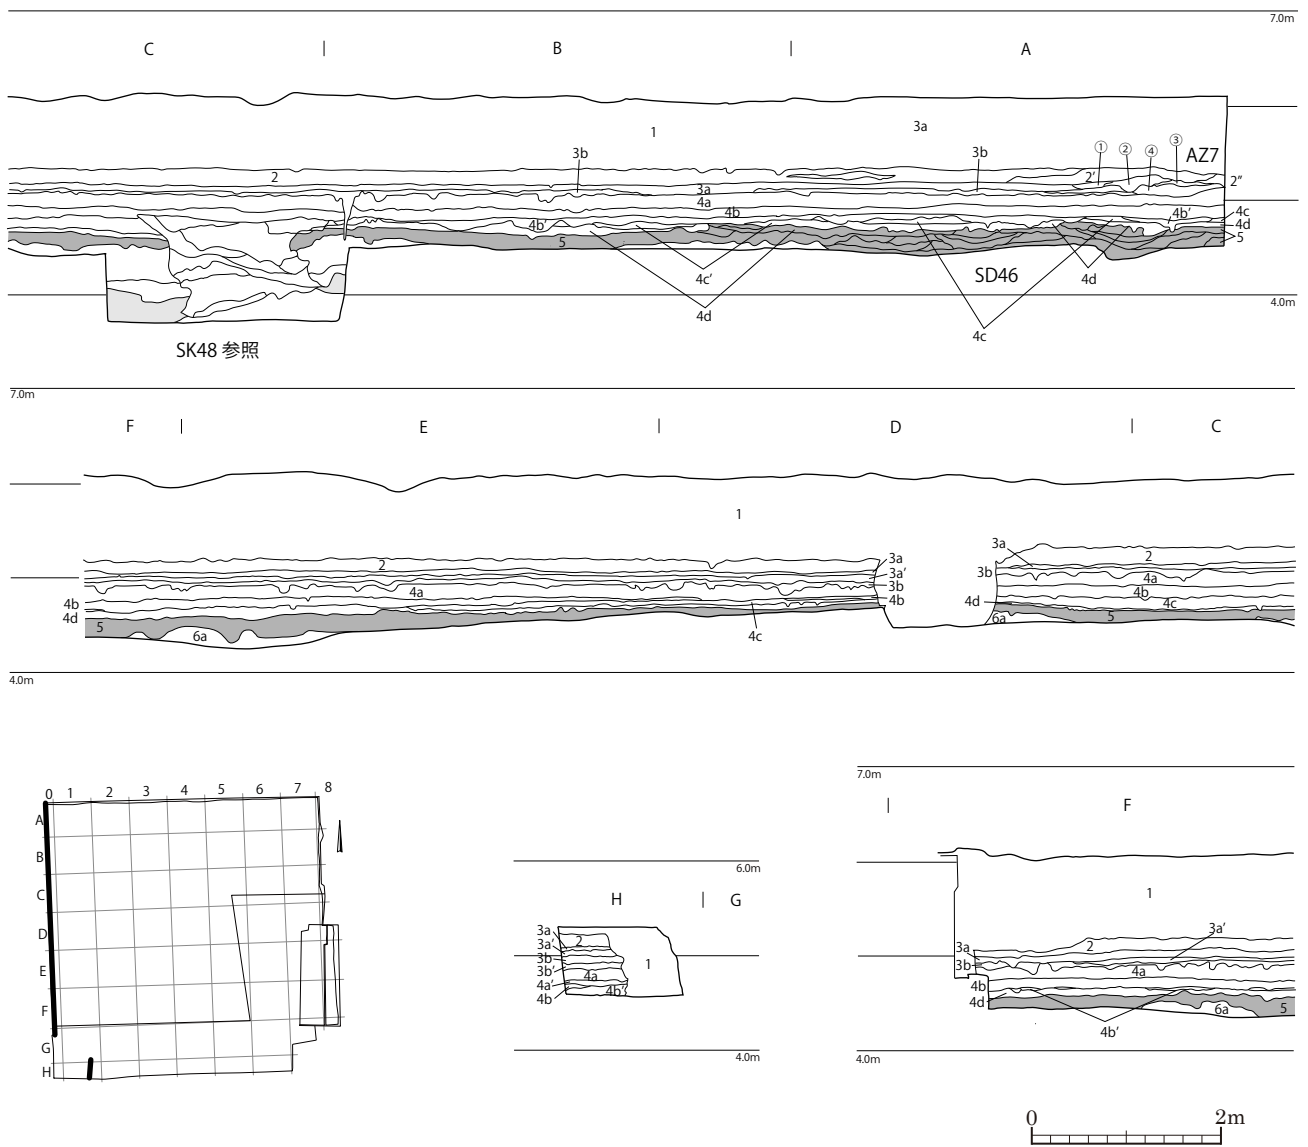 7.0m
C | B | A
1
3a
① ② ④ ③
3b
3b
AZ7
2
2'
2"
3a
4a
4b
4b'
4b'
4c
4d
5
5
4c'
SD46
4d
4d
4c
4.0m
SK48 参照
7.0m
F | E | D | C
1
3a
2
3a
2
3a'
3b
3b
4a
4a
4b
4b
4b
4d
4d
4c
5
6a
4c
6a
5
4.0m
0 1 2 3 4 5 6 7 8
A
B
C
D
E
F
G
H
6.0m
H | G
3a
2
3a'
3b
3b'
1
4a
4a'
4b
4b'
4.0m
7.0m
| F
1
3a'
3a
2
3b
4a
4b
4d
6a
5
4b'
4.0m
0 2m